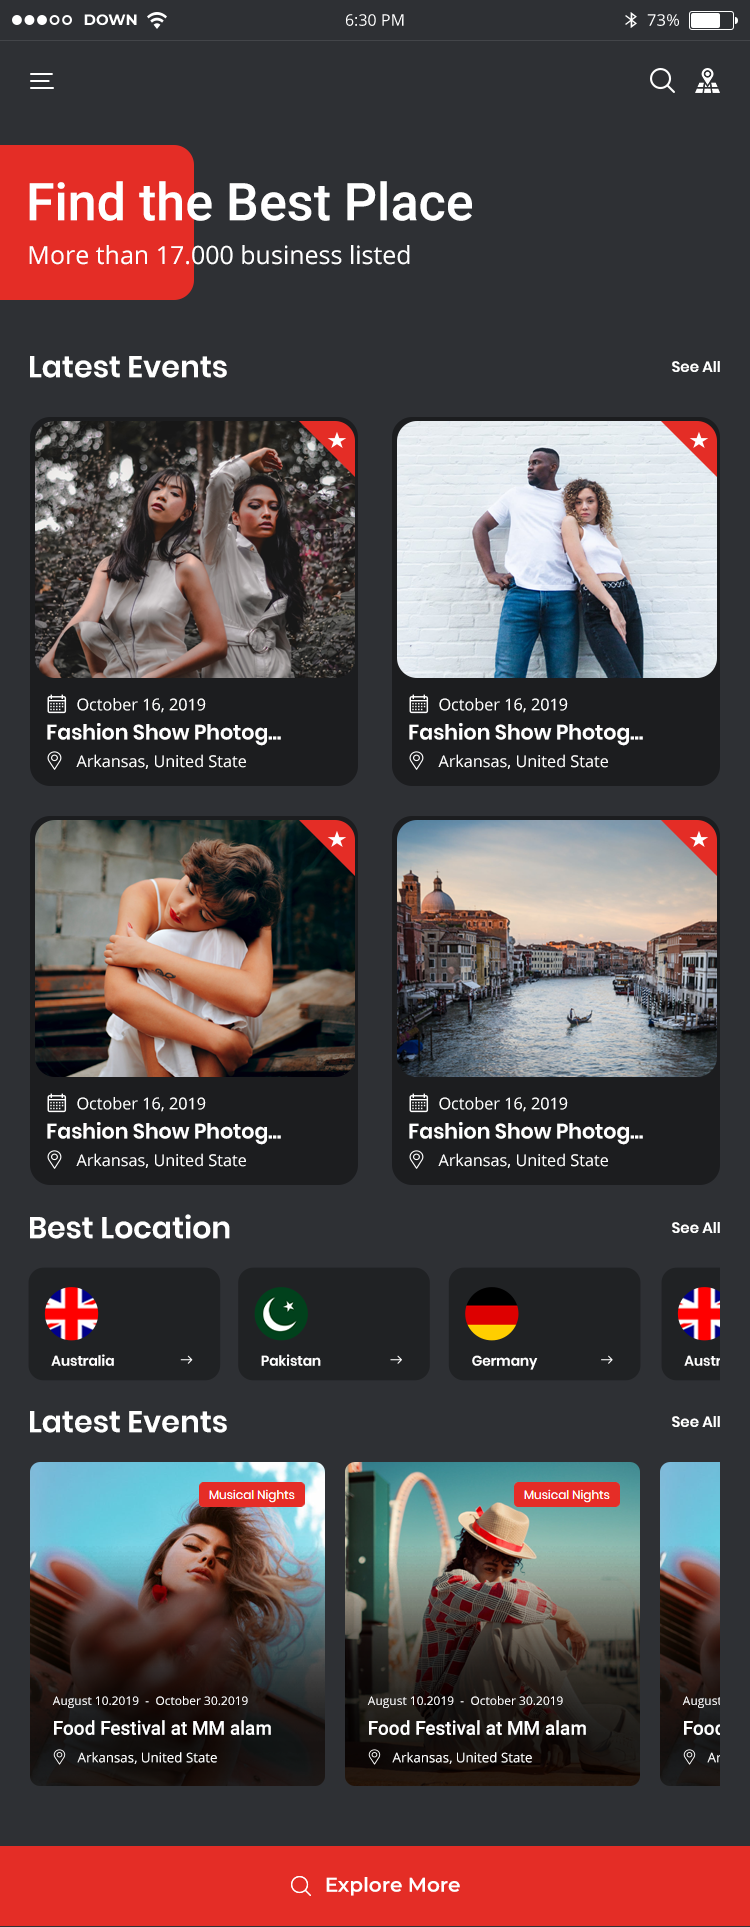 DOWN 6:30 PM 73%
Find the Best Place
More than 17.000 business listed
Latest Events See All
October 16, 2019
Fashion Show Photog...
Arkansas, United State
October 16, 2019
Fashion Show Photog...
Arkansas, United State
October 16, 2019
Fashion Show Photog...
Arkansas, United State
October 16, 2019
Fashion Show Photog...
Arkansas, United State
Best Location See All
Australia
Pakistan
Germany
Austr
Latest Events See All
Musical Nights
August 10.2019 - October 30.2019
Food Festival at MM alam
Arkansas, United State
Musical Nights
August 10.2019 - October 30.2019
Food Festival at MM alam
Arkansas, United State
August
Food
Ar
Explore More